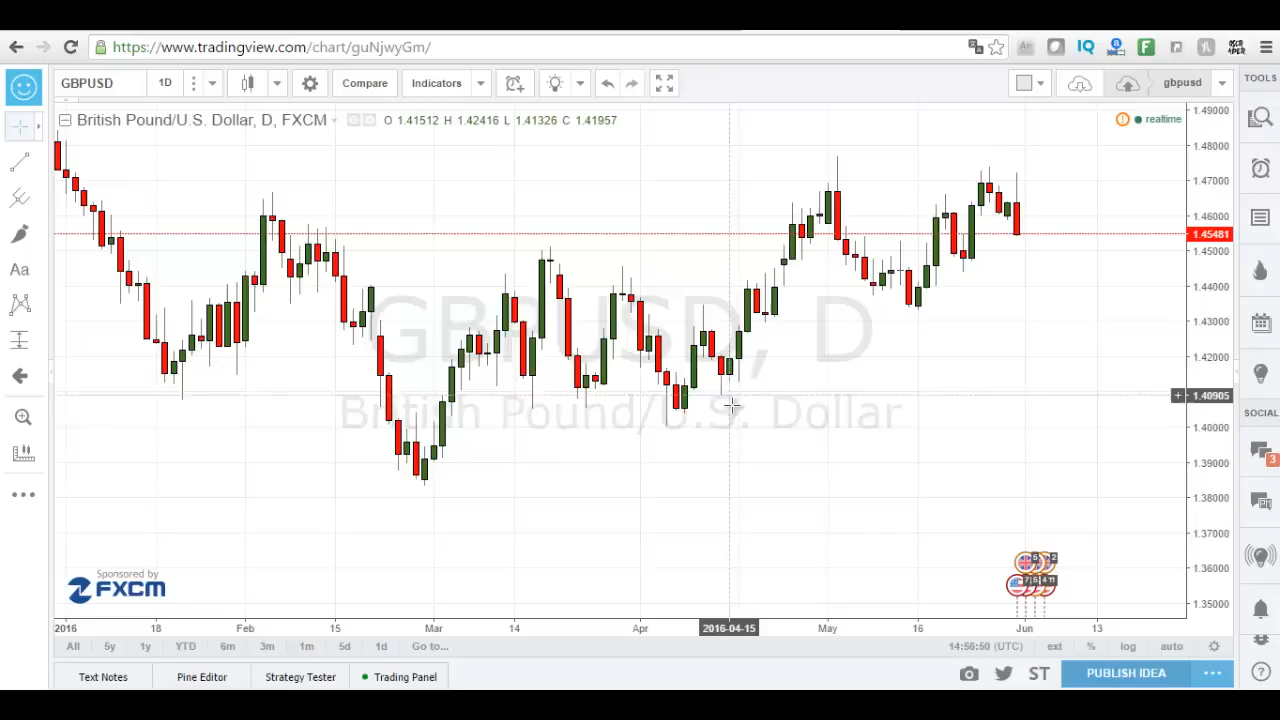 https://www.tradingview.com/chart/guNjwyGm/
IQ
GBPUSD 1D Compare Indicators gbpusd
TOOLS
British Pound/U.S. Dollar, D, FXCM O 1.41512 H 1.42416 L 1.41326 C 1.41957
realtime
1.49000
1.48000
1.47000
1.46000
1.45481
1.45000
1.44000
1.43000
1.42000
1.40905
1.40000
1.39000
1.38000
1.37000
1.36000
1.35000
GBPUSD, D
British Pound/U.S. Dollar
Aa
SOCIAL
3
Sponsored by
FXCM
2016 18 Feb 15 Mar 14 Apr 2016-04-15 May 16 Jun 13
All 5y 1y YTD 6m 3m 1m 5d 1d Go to... 14:56:50 (UTC) ext % log auto
Text Notes Pine Editor Strategy Tester Trading Panel ST PUBLISH IDEA